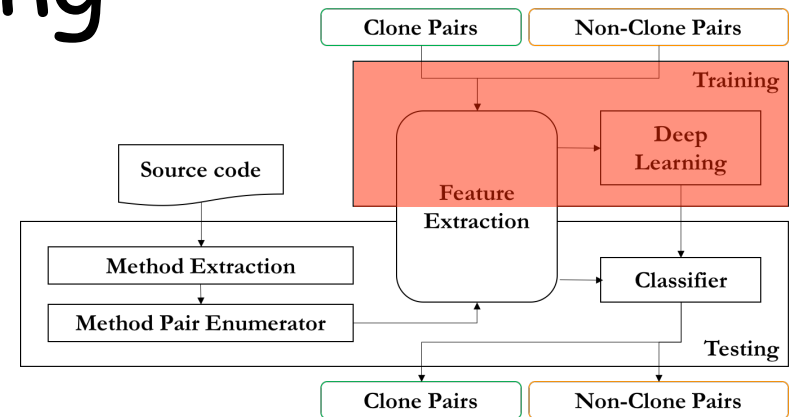 Clone Pairs
Non-Clone Pairs
Training
Deep
Learning
Source code
Feature
Extraction
Method Extraction
Classifier
Method Pair Enumerator
Testing
Clone Pairs
Non-Clone Pairs